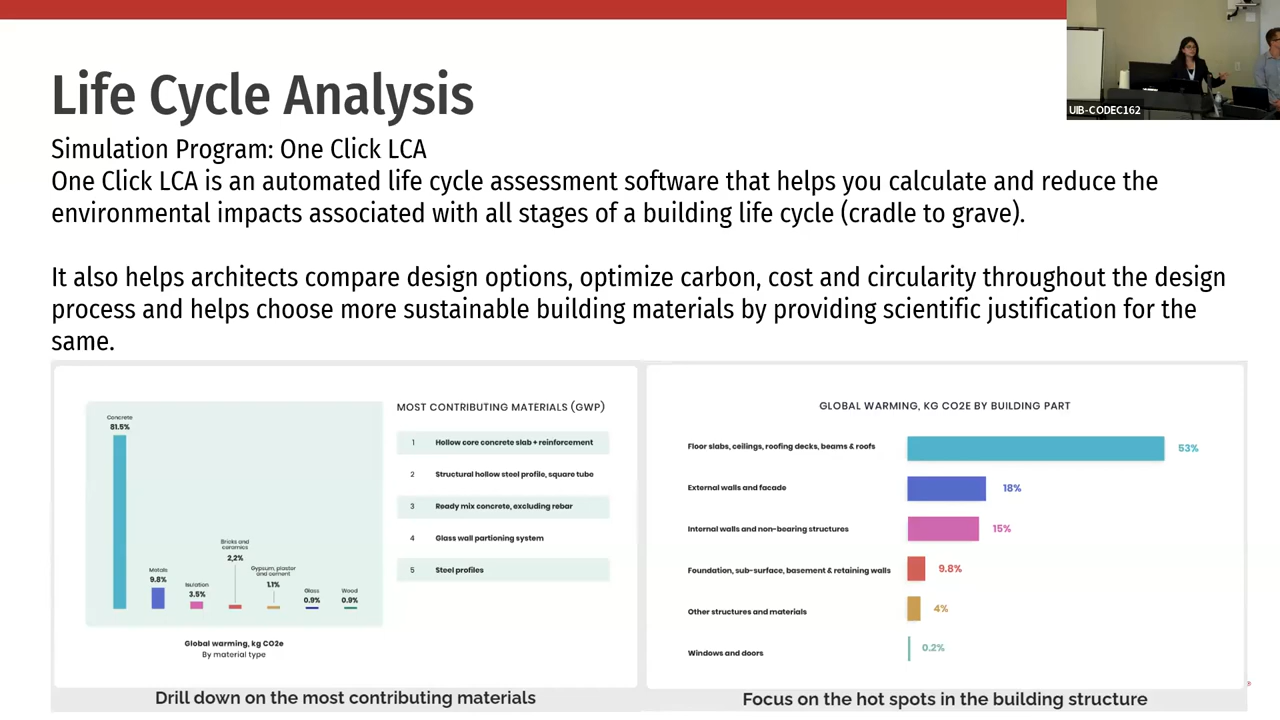 UIB-CODEC162
Life Cycle Analysis
Simulation Program: One Click LCA
One Click LCA is an automated life cycle assessment software that helps you calculate and reduce the
environmental impacts associated with all stages of a building life cycle (cradle to grave).
It also helps architects compare design options, optimize carbon, cost and circularity throughout the design
process and helps choose more sustainable building materials by providing scientific justification for the
same.
Concrete
81.5%
Metals
9.8%
Isulation
3.5%
Bricks and
ceramics
2,2%
Gypsum, plaster
and cement
1.1%
Glass
0.9%
Wood
0.9%
Global warming, kg CO2e
By material type
MOST CONTRIBUTING MATERIALS (GWP)
1 Hollow core concrete slab + reinforcement
2 Structural hollow steel profile, square tube
3 Ready mix concrete, excluding rebar
4 Glass wall partioning system
5 Steel profiles
Drill down on the most contributing materials
GLOBAL WARMING, KG CO2E BY BUILDING PART
Floor slabs, ceilings, roofing decks, beams & roofs 53%
External walls and facade 18%
Internal walls and non-bearing structures 15%
Foundation, sub-surface, basement & retaining walls 9.8%
Other structures and materials 4%
Windows and doors 0.2%
Focus on the hot spots in the building structure